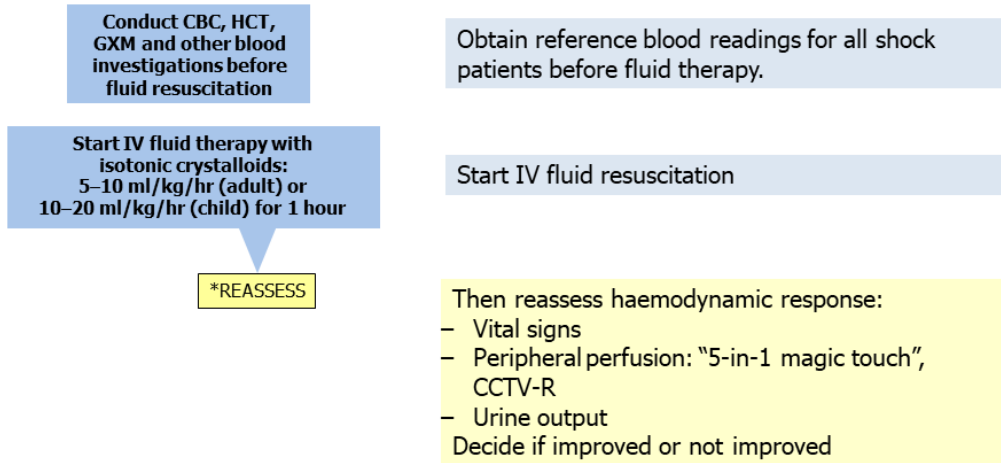 Conduct CBC, HCT,
GXM and other blood
investigations before
fluid resuscitation
Obtain reference blood readings for all shock
patients before fluid therapy.
Start IV fluid therapy with
isotonic crystalloids:
5–10 ml/kg/hr (adult) or
10–20 ml/kg/hr (child) for 1 hour
Start IV fluid resuscitation
*REASSESS
Then reassess haemodynamic response:
– Vital signs
– Peripheral perfusion: “5-in-1 magic touch”,
CCTV-R
– Urine output
Decide if improved or not improved